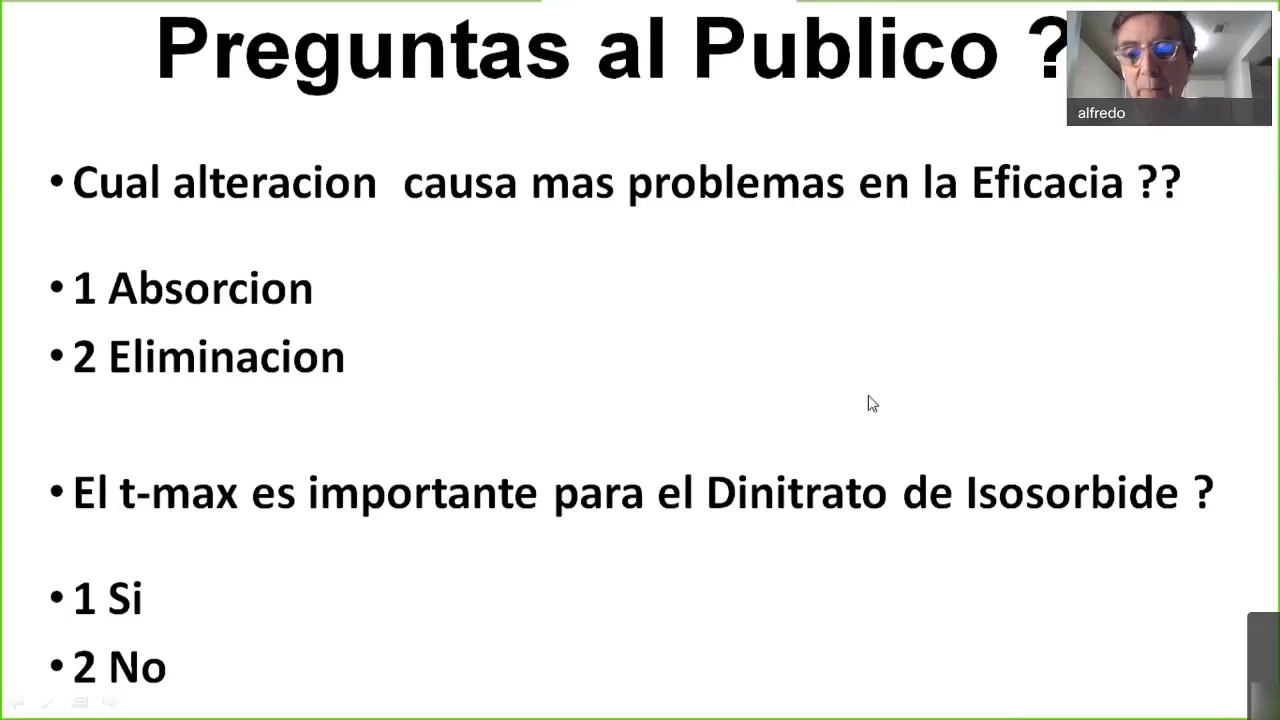 Preguntas al Publico ?
alfredo
• Cual alteracion causa mas problemas en la Eficacia ??
• 1 Absorcion
• 2 Eliminacion
• El t-max es importante para el Dinitrato de Isosorbide ?
• 1 Si
• 2 No